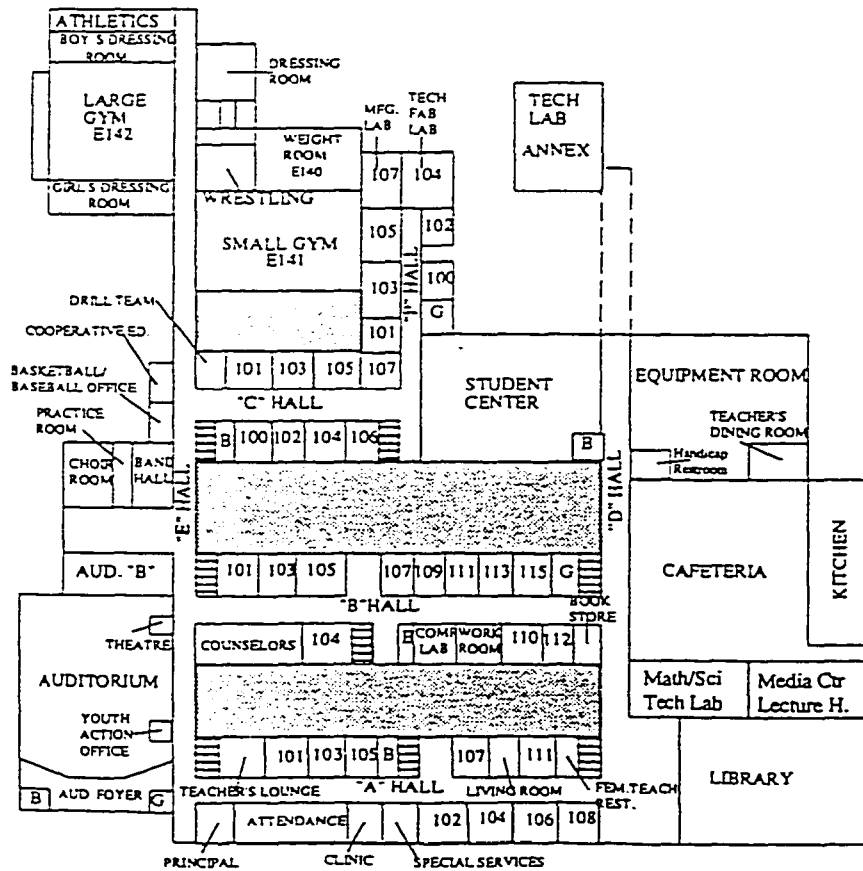 ATHLETICS
BOY'S DRESSING
ROOM
DRESSING
ROOM
LARGE
GYM
E142
MFG.
LAB
TECH
FAB
LAB
TECH
LAB
ANNEX
WEIGHT
ROOM
E140
107
104
GIRL'S DRESSING
ROOM
WRESTLING
SMALL GYM
E141
105
102
"F" HALL
103
100
DRILL TEAM
G
COOPERATIVE ED.
101
101
103
105
107
BASKETBALL/
BASEBALL OFFICE
"C" HALL
STUDENT
CENTER
EQUIPMENT ROOM
PRACTICE
ROOM
B
100
102
104
106
TEACHER'S
DINING ROOM
B
CHOIR
ROOM
BAND
HALL
Handicap
Restroom
"E" HALL
"D" HALL
AUD. "B"
101
103
105
107
109
111
113
115
G
CAFETERIA
KITCHEN
"B" HALL
BOOK
STORE
THEATRE
COUNSELORS
104
COMP
LAB
WORK
ROOM
110
112
AUDITORIUM
Math/Sci
Tech Lab
Media Ctr
Lecture H.
YOUTH
ACTION
OFFICE
101
103
105
B
107
111
LIBRARY
B
AUD FOYER
G
TEACHER'S LOUNGE
"A" HALL
LIVING ROOM
FEM.TEACH
REST.
ATTENDANCE
102
104
106
108
PRINCIPAL
CLINIC
SPECIAL SERVICES